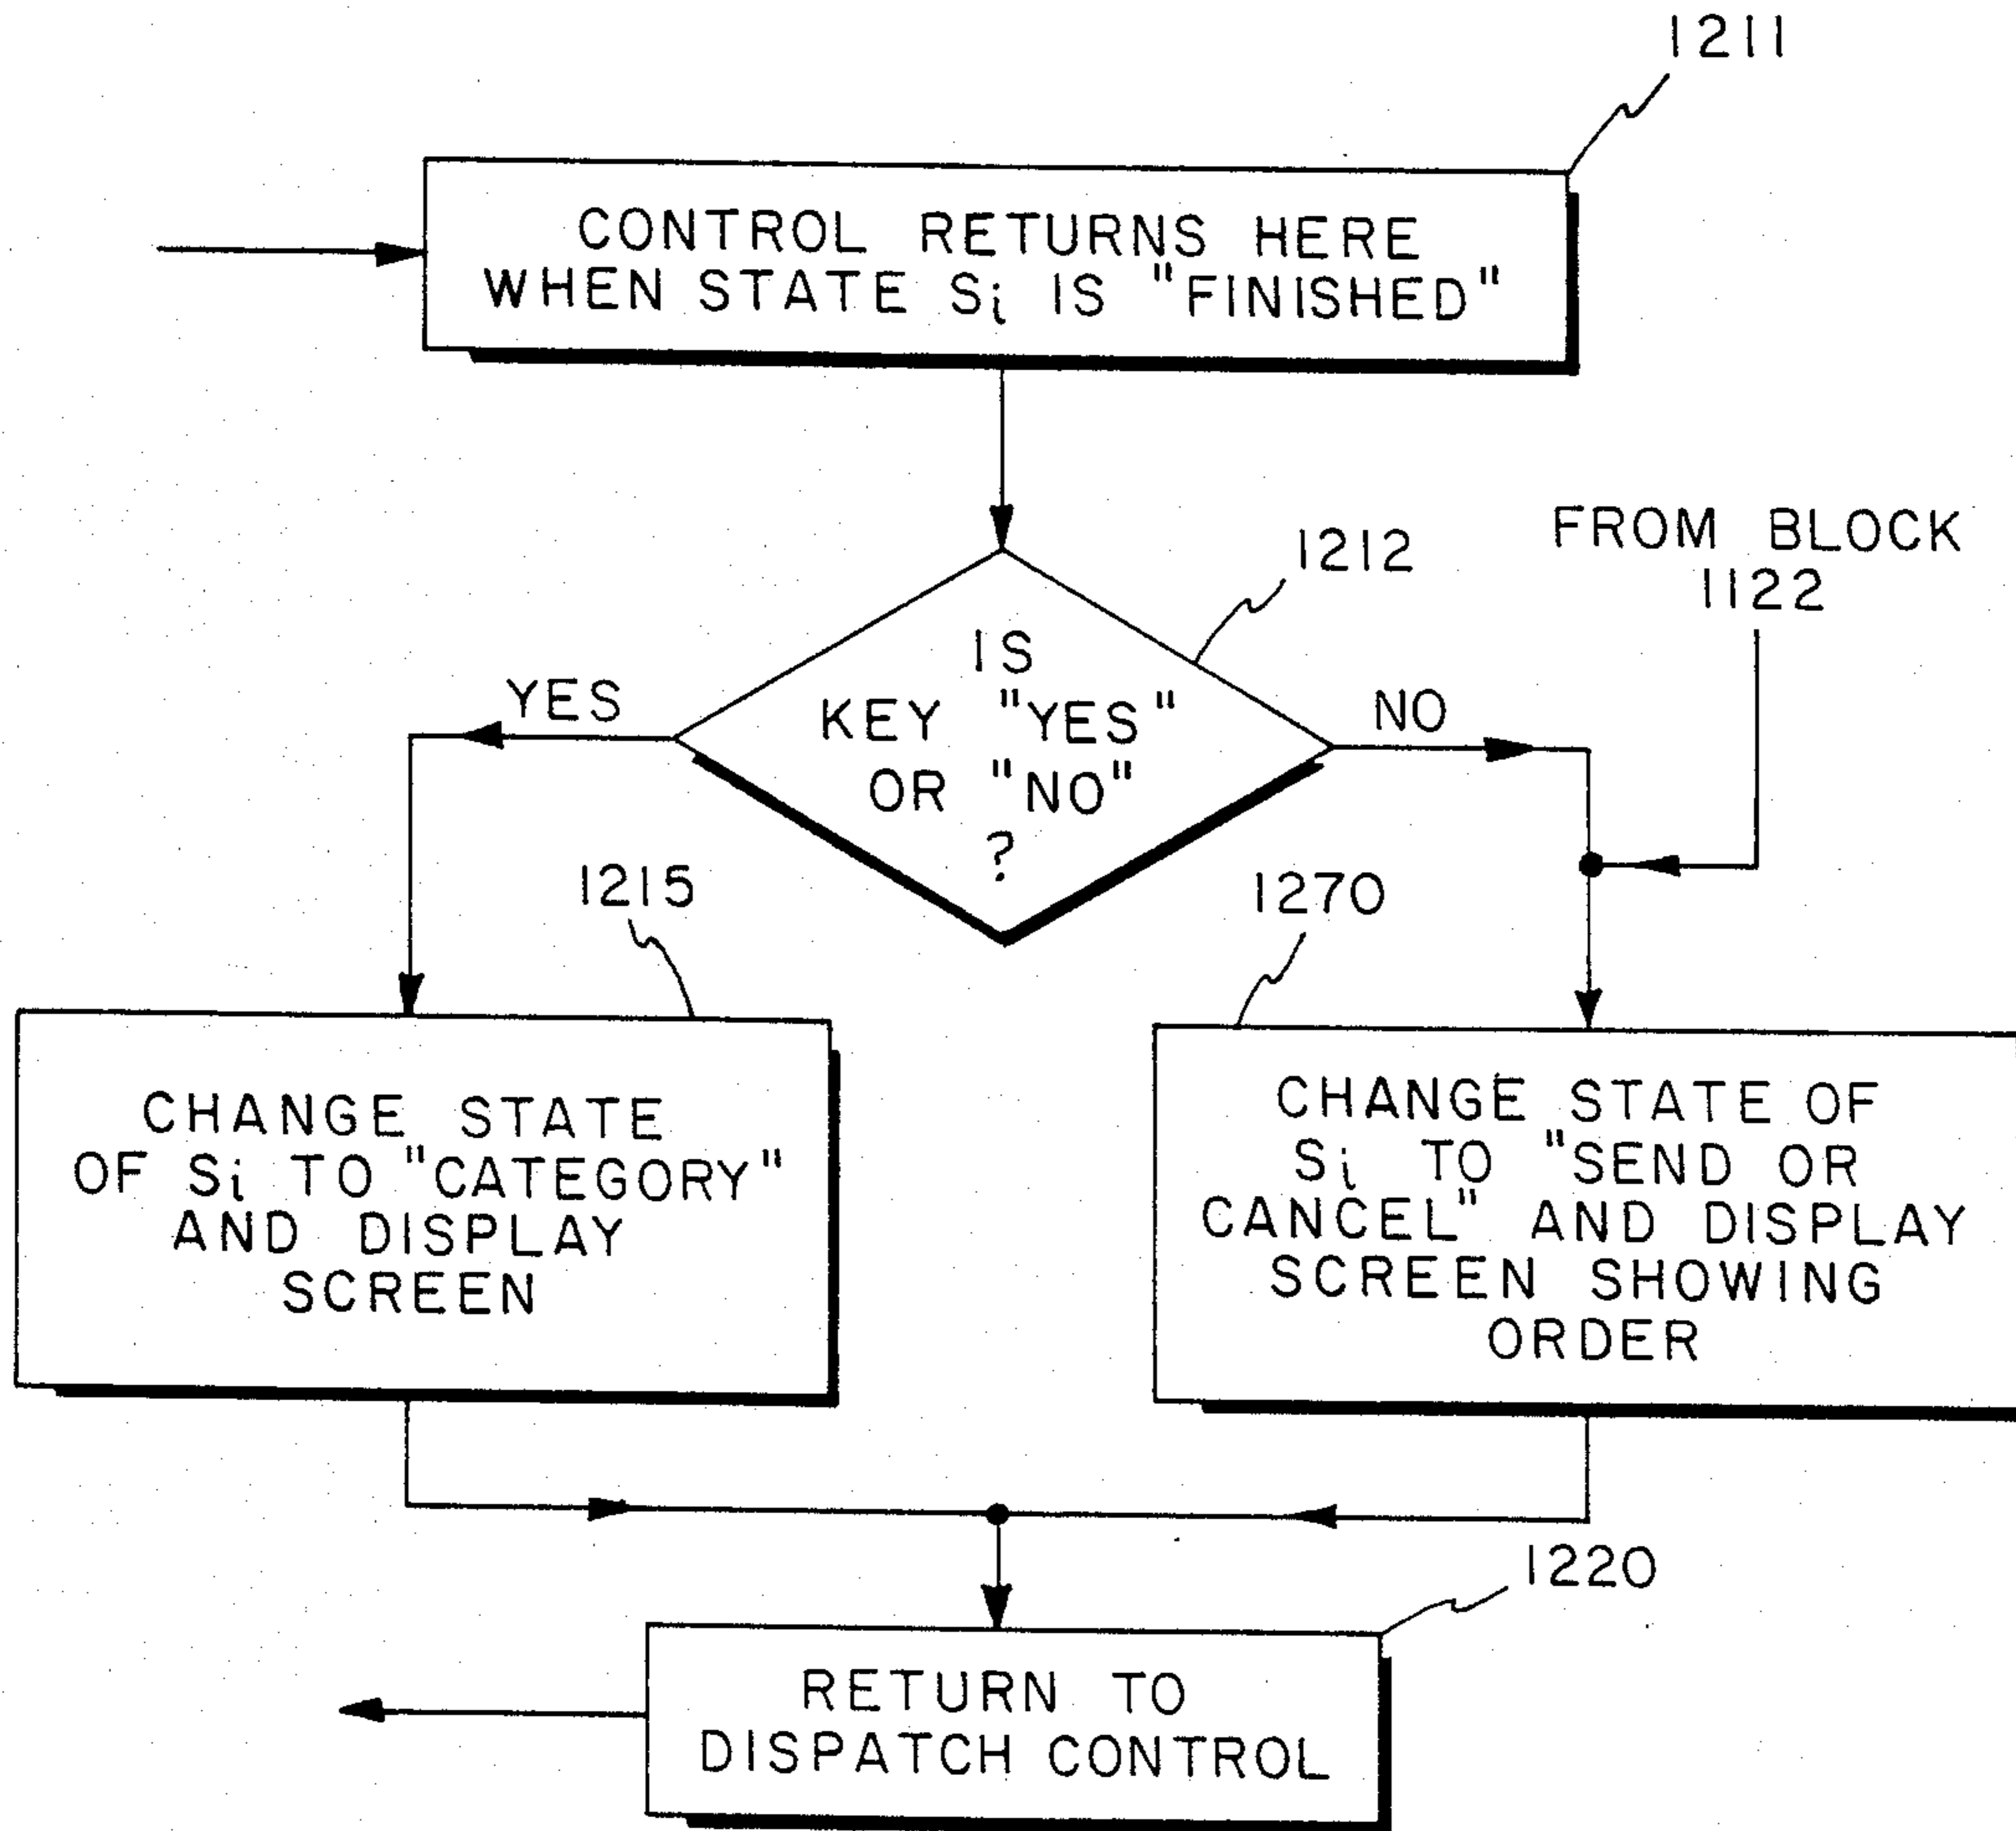 1211
CONTROL RETURNS HERE
WHEN STATE Si IS "FINISHED"
1212
FROM BLOCK
1122
IS
KEY "YES"
OR "NO"
?
YES
NO
1215
1270
CHANGE STATE
OF Si TO "CATEGORY"
AND DISPLAY
SCREEN
CHANGE STATE OF
Si TO "SEND OR
CANCEL" AND DISPLAY
SCREEN SHOWING
ORDER
1220
RETURN TO
DISPATCH CONTROL